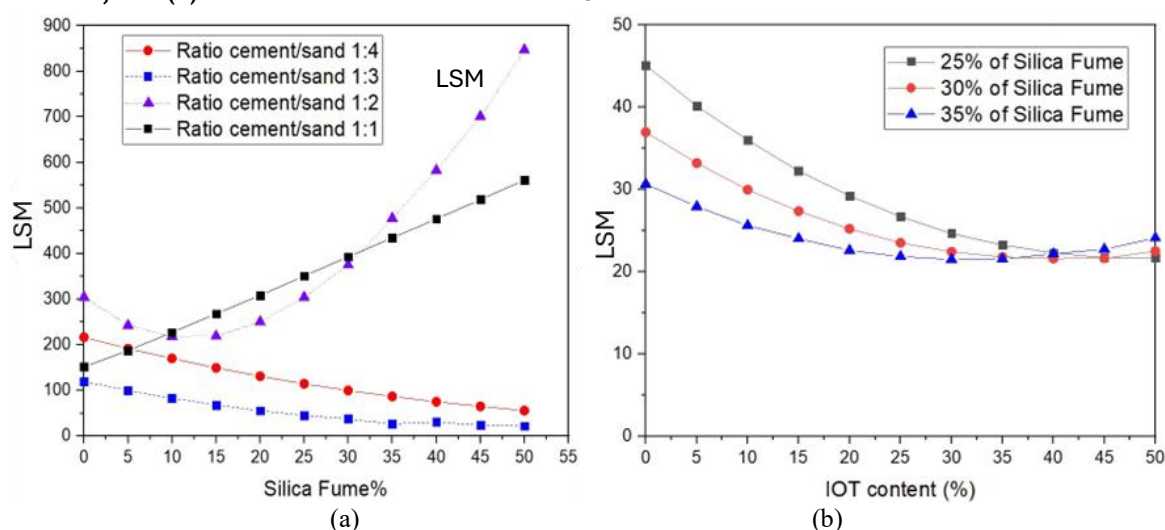 900
800
700
600
500
400
300
200
100
0
LSM
Ratio cement/sand 1:4
Ratio cement/sand 1:3
Ratio cement/sand 1:2
Ratio cement/sand 1:1
LSM
0 5 10 15 20 25 30 35 40 45 50 55
Silica Fume%
(a)
50
40
30
20
10
0
LSM
25% of Silica Fume
30% of Silica Fume
35% of Silica Fume
0 5 10 15 20 25 30 35 40 45 50
IOT content (%)
(b)